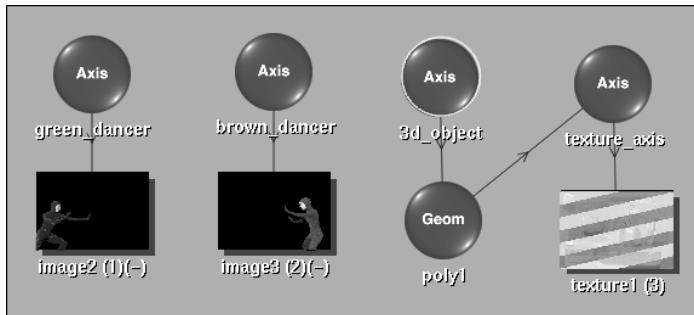 Axis
Axis
Axis
Axis
green_dancer
brown_dancer
3d_object
texture_axis
Geom
image2 (1)(-)
image3 (2)(-)
poly1
texture1 (3)